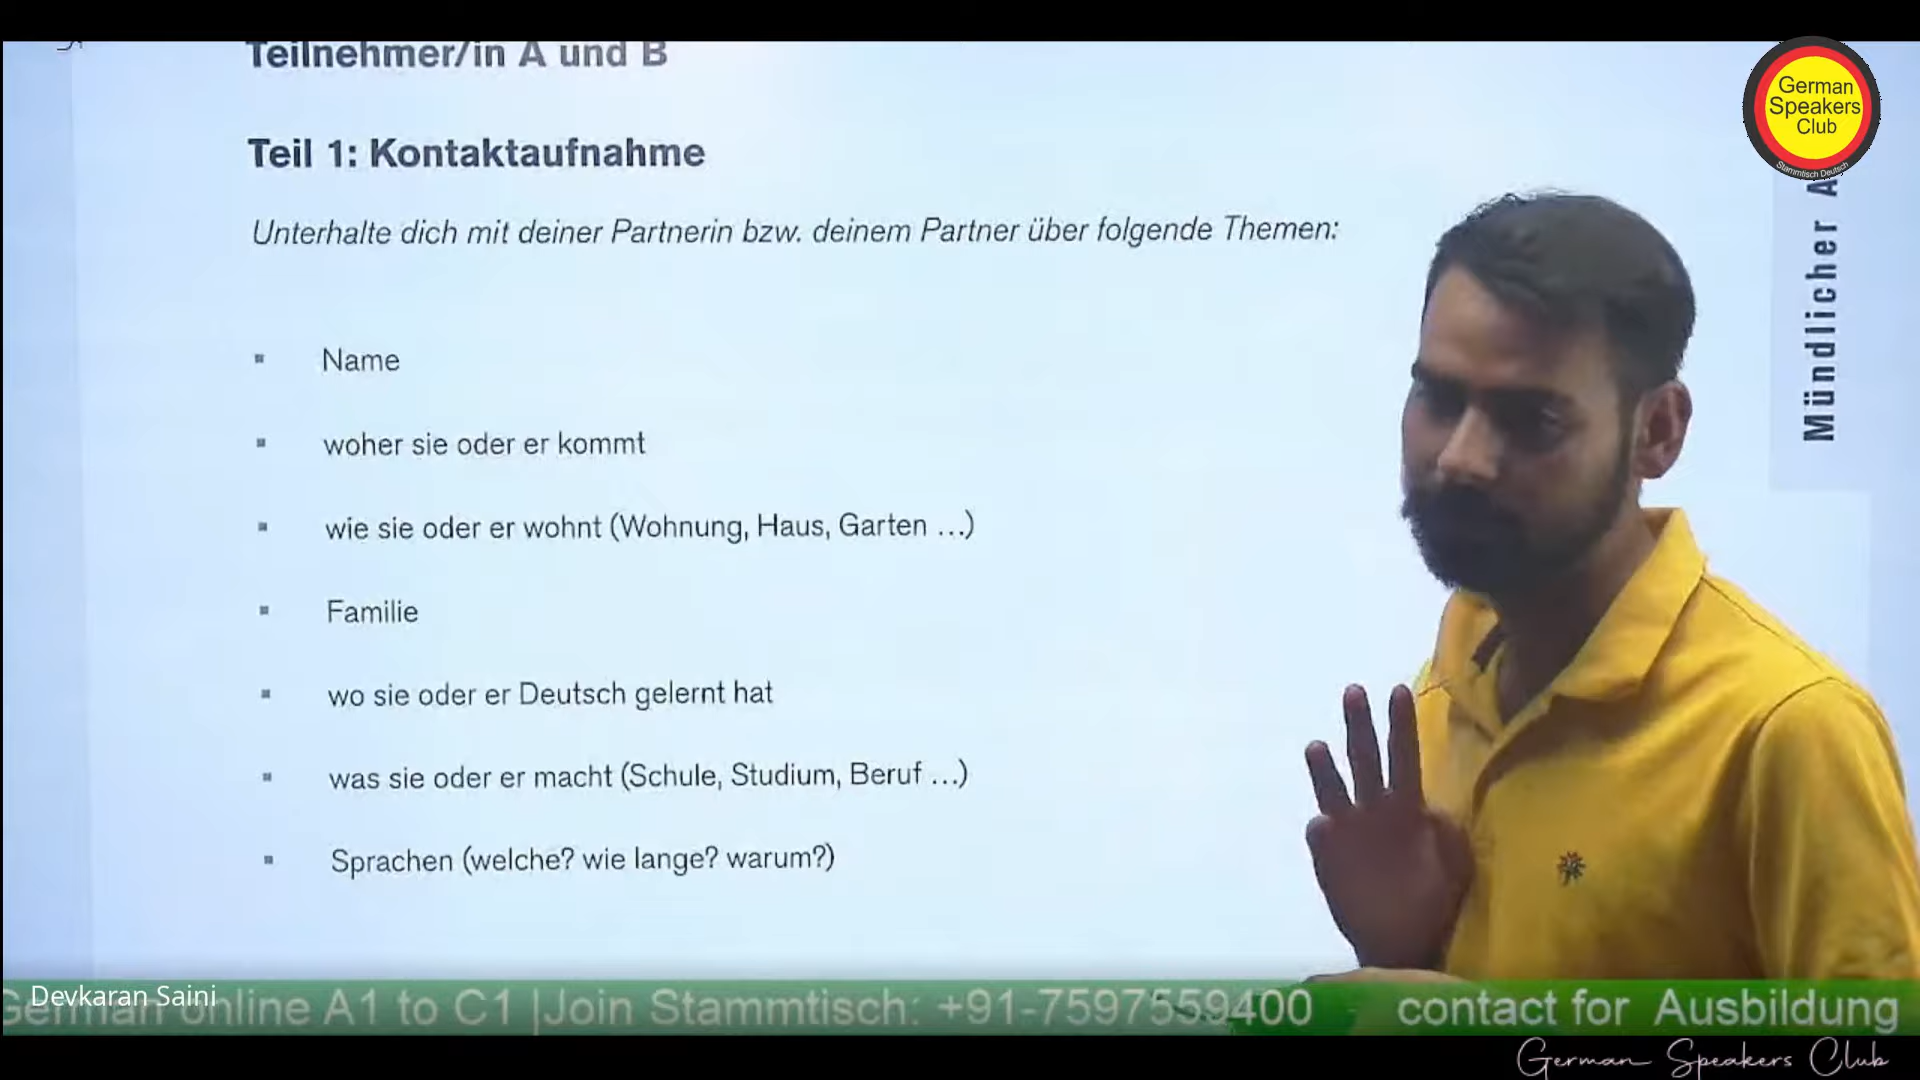 Teilnehmer/in A und B
Teil 1: Kontaktaufnahme
Unterhalte dich mit deiner Partnerin bzw. deinem Partner über folgende Themen:
▪ Name
▪ woher sie oder er kommt
▪ wie sie oder er wohnt (Wohnung, Haus, Garten …)
▪ Familie
▪ wo sie oder er Deutsch gelernt hat
▪ was sie oder er macht (Schule, Studium, Beruf …)
▪ Sprachen (welche? wie lange? warum?)
German
Speakers
Club
Stammtisch Deutsch
Mündlicher A
Devkaran Saini
German online A1 to C1 |Join Stammtisch: +91-7597559400 - contact for Ausbildung
German Speakers Club